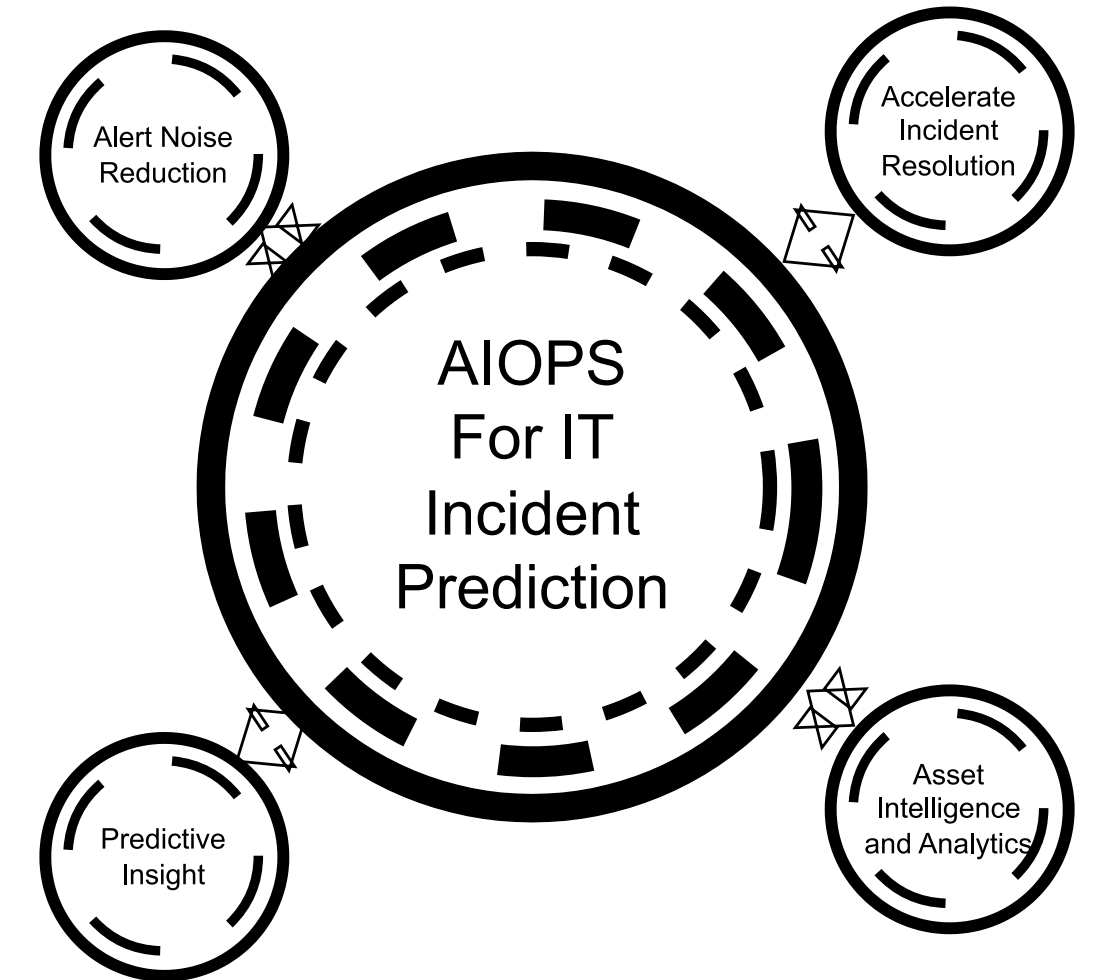 Alert Noise
Reduction
Accelerate
Incident
Resolution
AIOPS
For IT
Incident
Prediction
Predictive
Insight
Asset
Intelligence
and Analytics